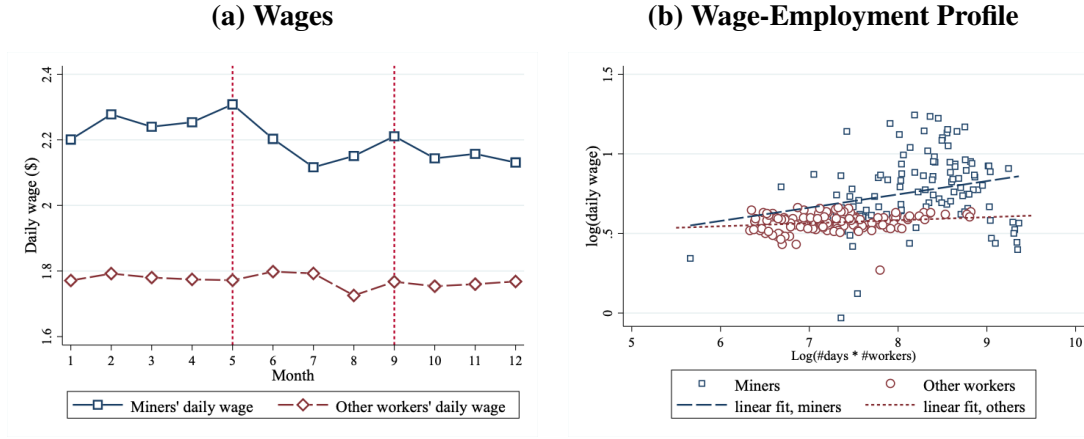 (a) Wages
Daily wage ($)
2.4
2.2
2
1.8
1.6
1 2 3 4 5 6 7 8 9 10 11 12
Month
Miners' daily wage Other workers' daily wage
(b) Wage-Employment Profile
log(daily wage)
1.5
1
0.5
0
5 6 7 8 9 10
Log(#days * #workers)
Miners Other workers
linear fit, miners linear fit, others